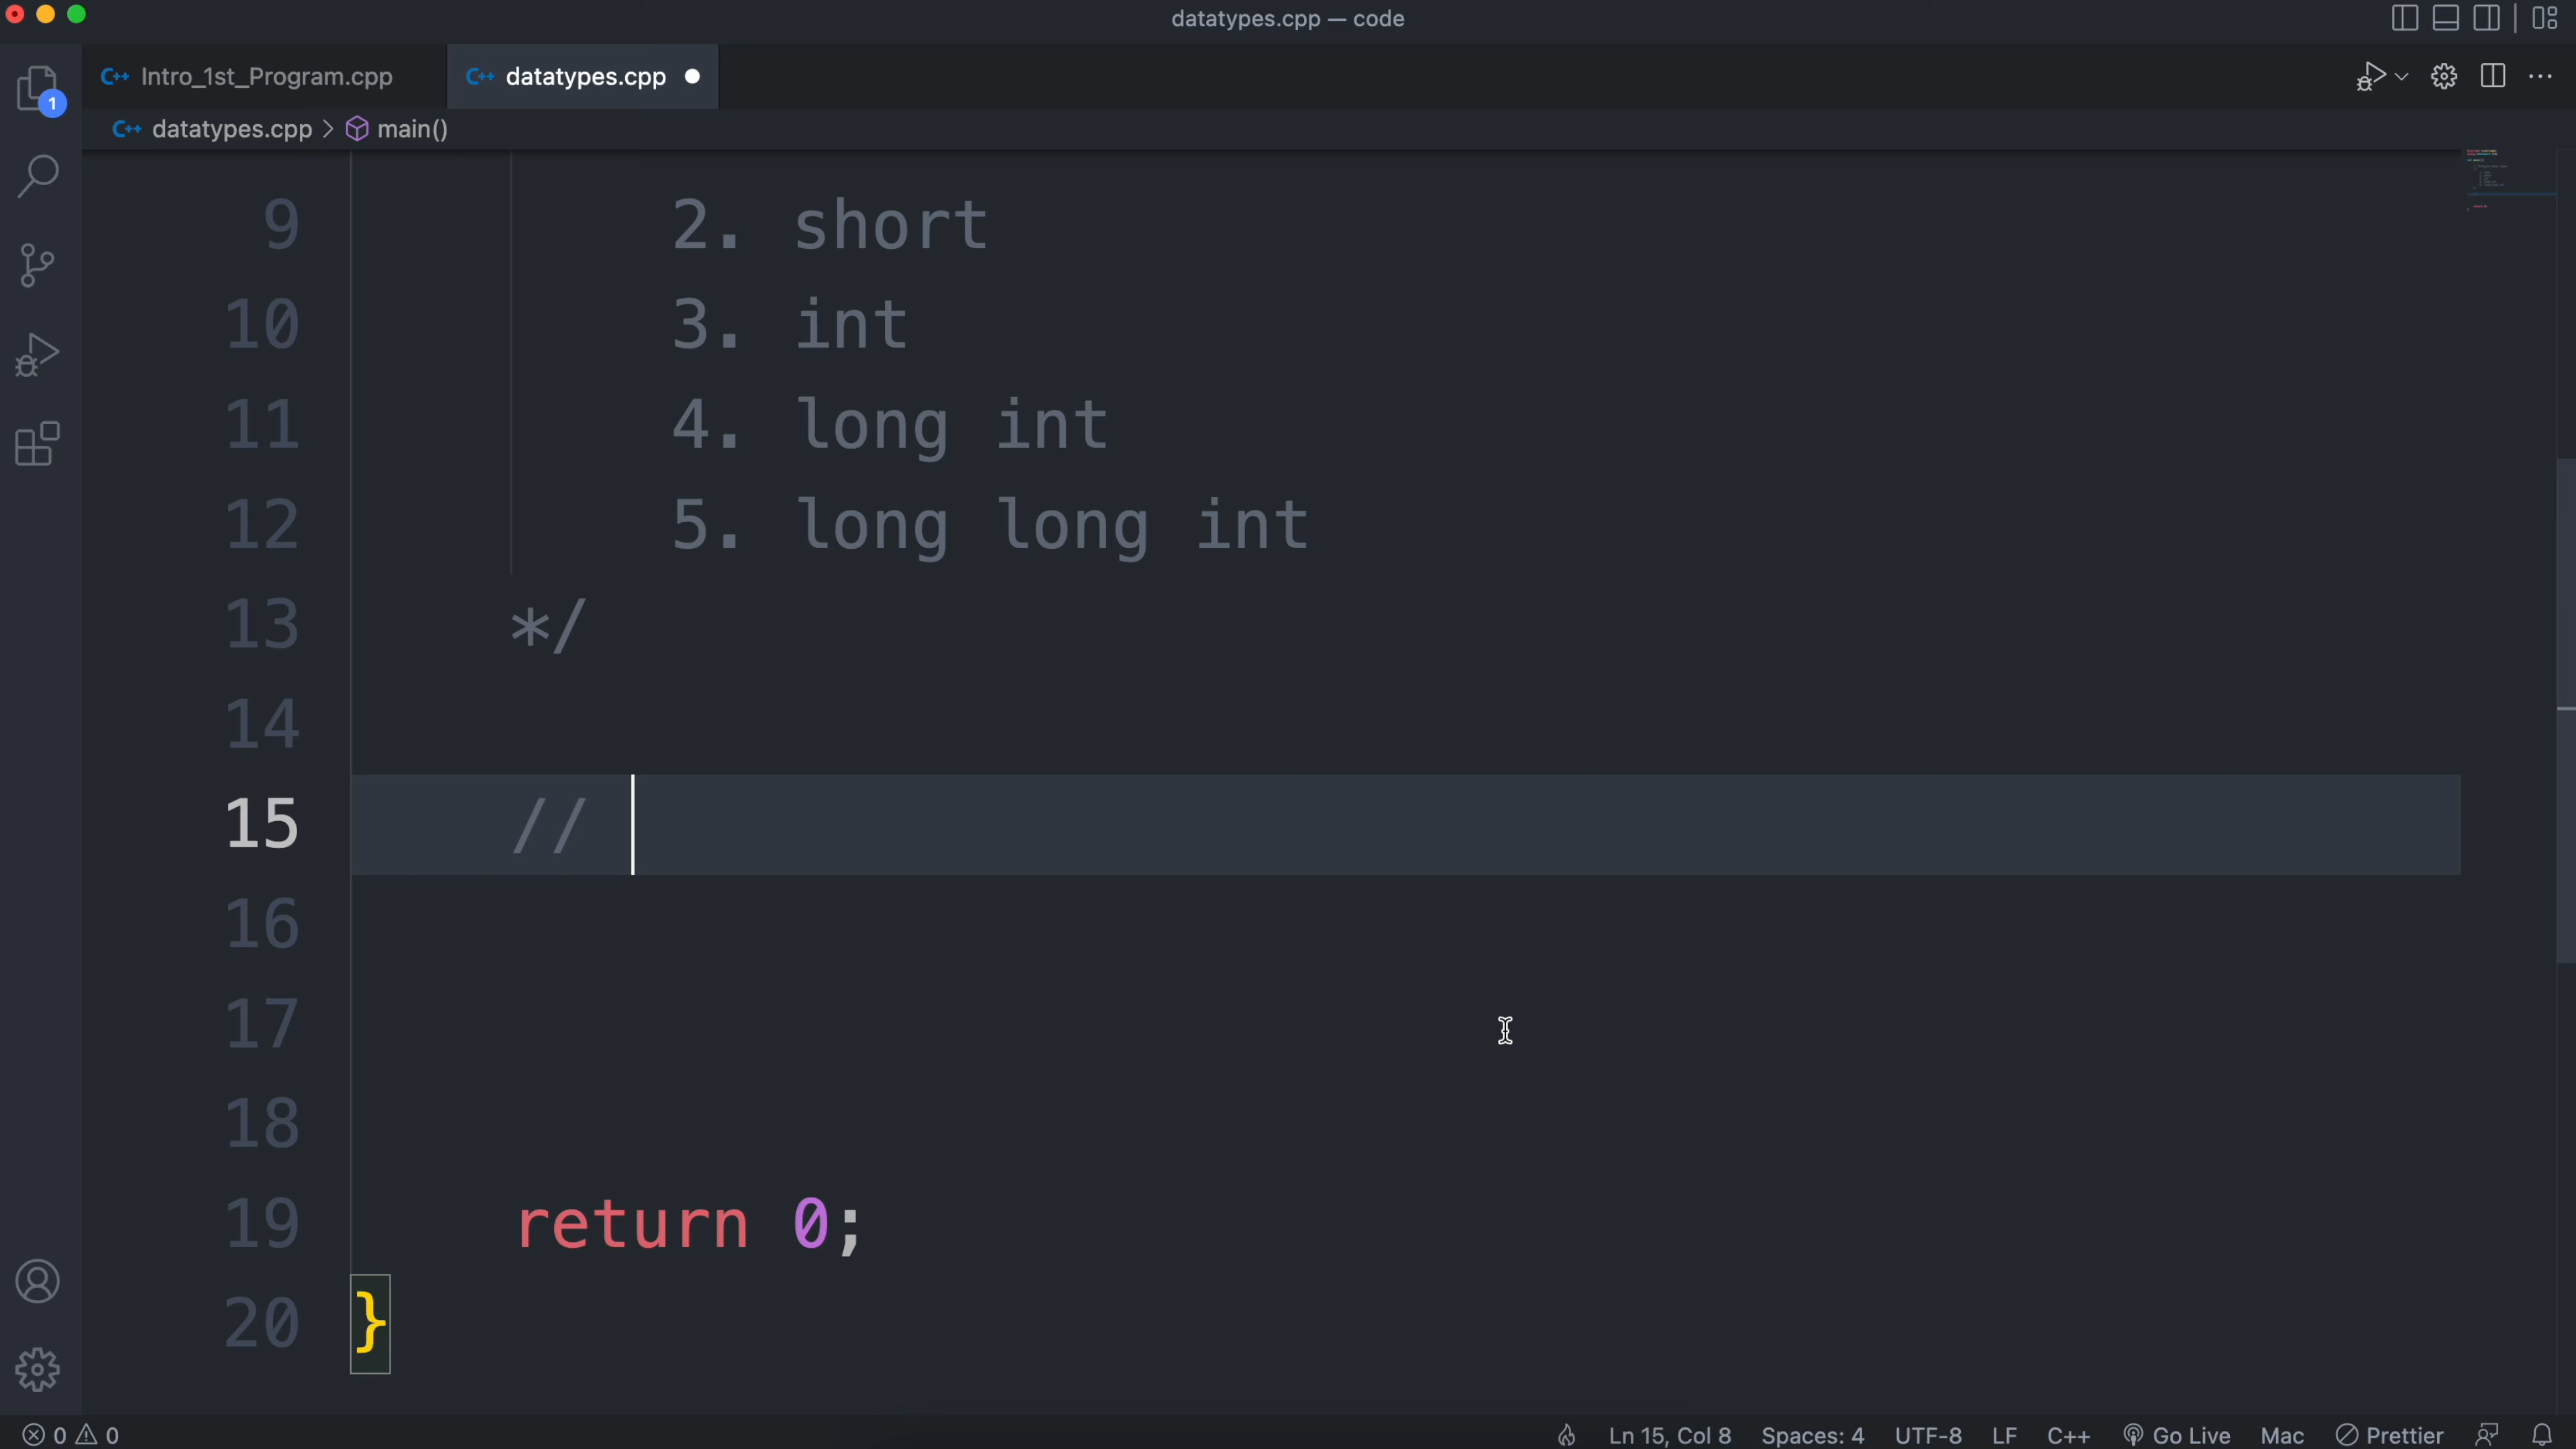 datatypes.cpp — code
C++ Intro_1st_Program.cpp
C++ datatypes.cpp
C++ datatypes.cpp > main()
1
9 2. short
10 3. int
11 4. long int
12 5. long long int
13 */
14
15 //
16
17
18
19 return 0;
20 }
0 0 Ln 15, Col 8 Spaces: 4 UTF-8 LF C++ Go Live Mac Prettier